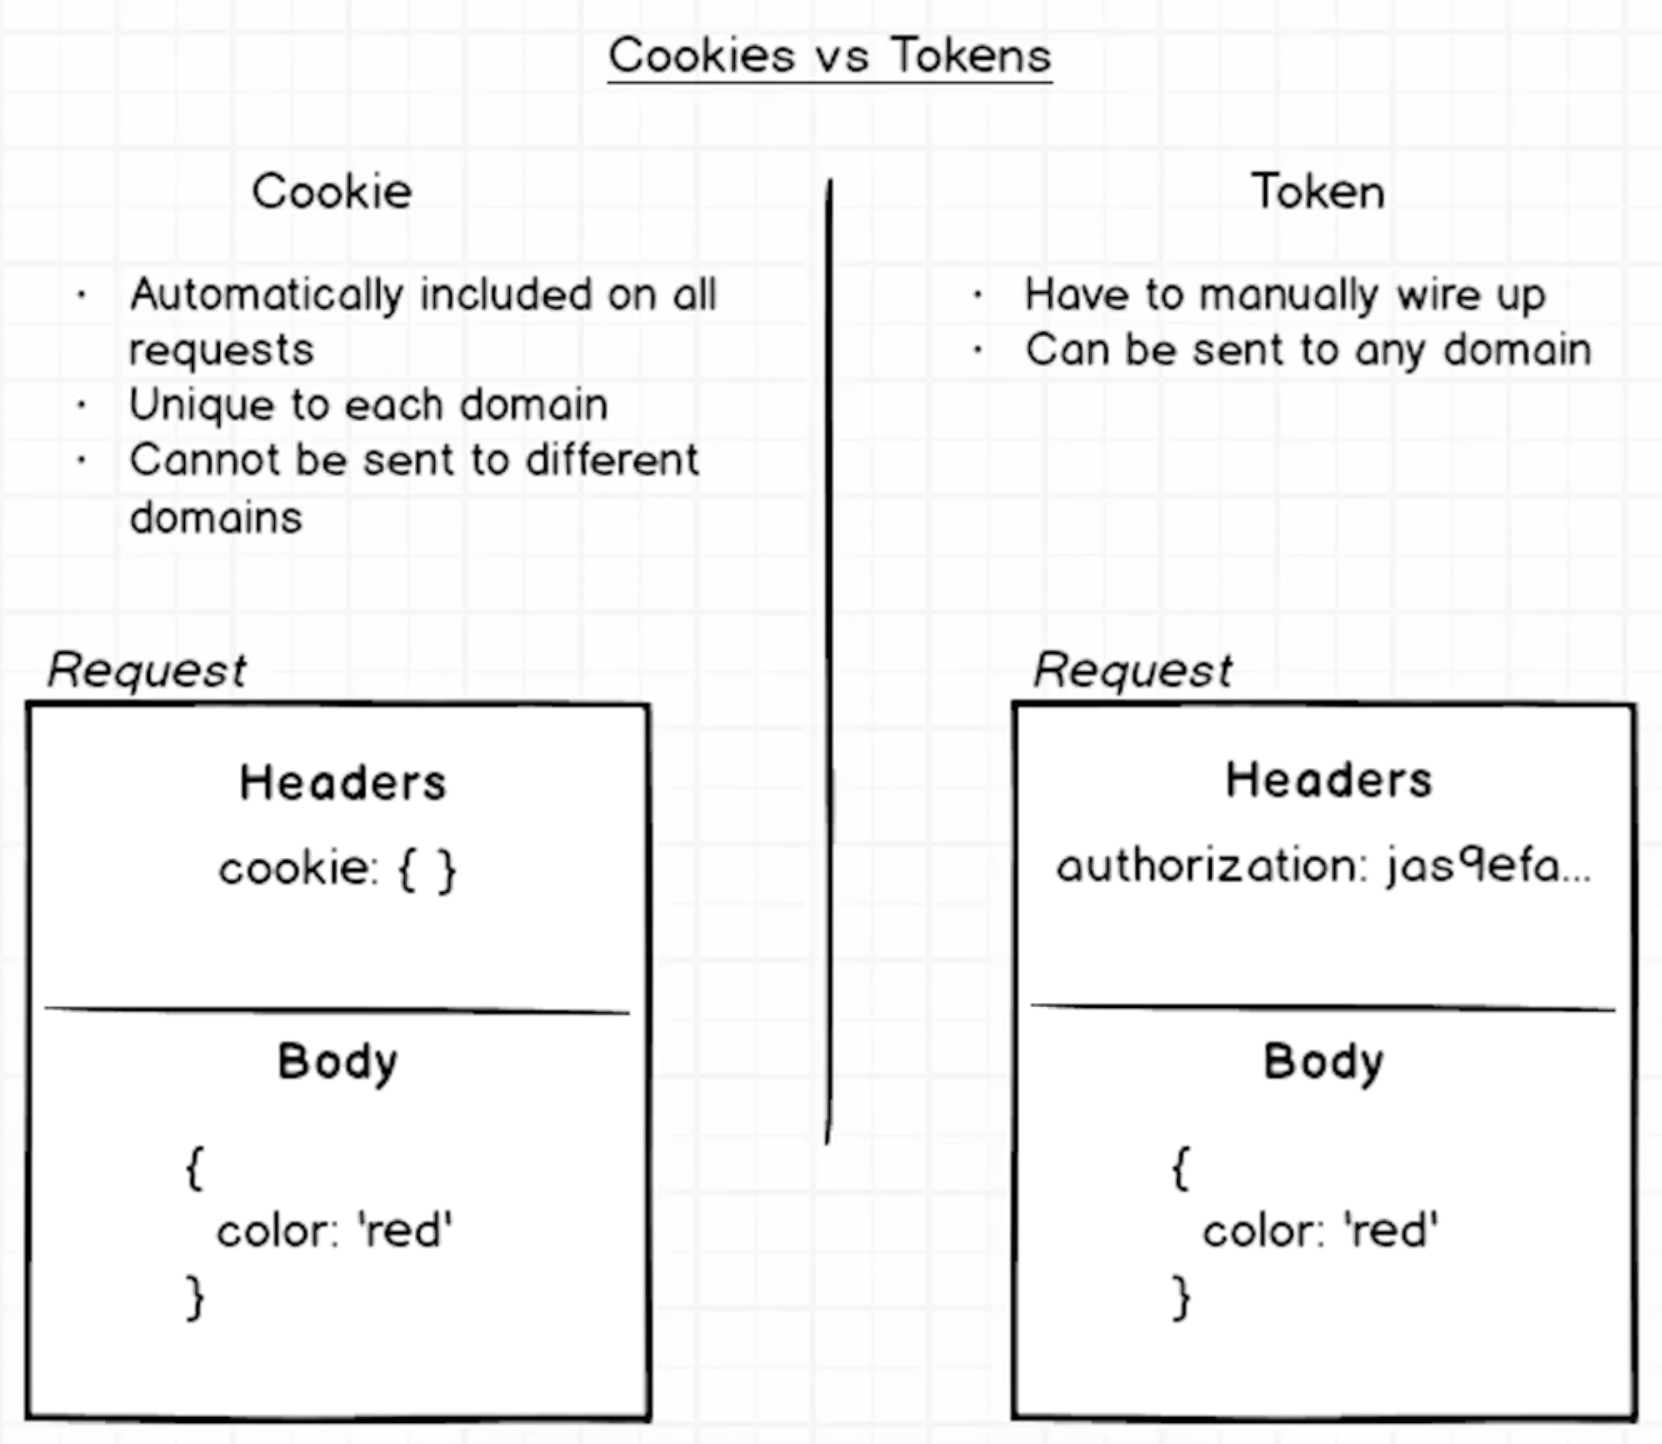 Cookies vs Tokens
Cookie
· Automatically included on all
requests
· Unique to each domain
· Cannot be sent to different
domains
Request
Headers
cookie: { }
Body
{
color: 'red'
}
Token
· Have to manually wire up
· Can be sent to any domain
Request
Headers
authorization: jas9efa...
Body
{
color: 'red'
}